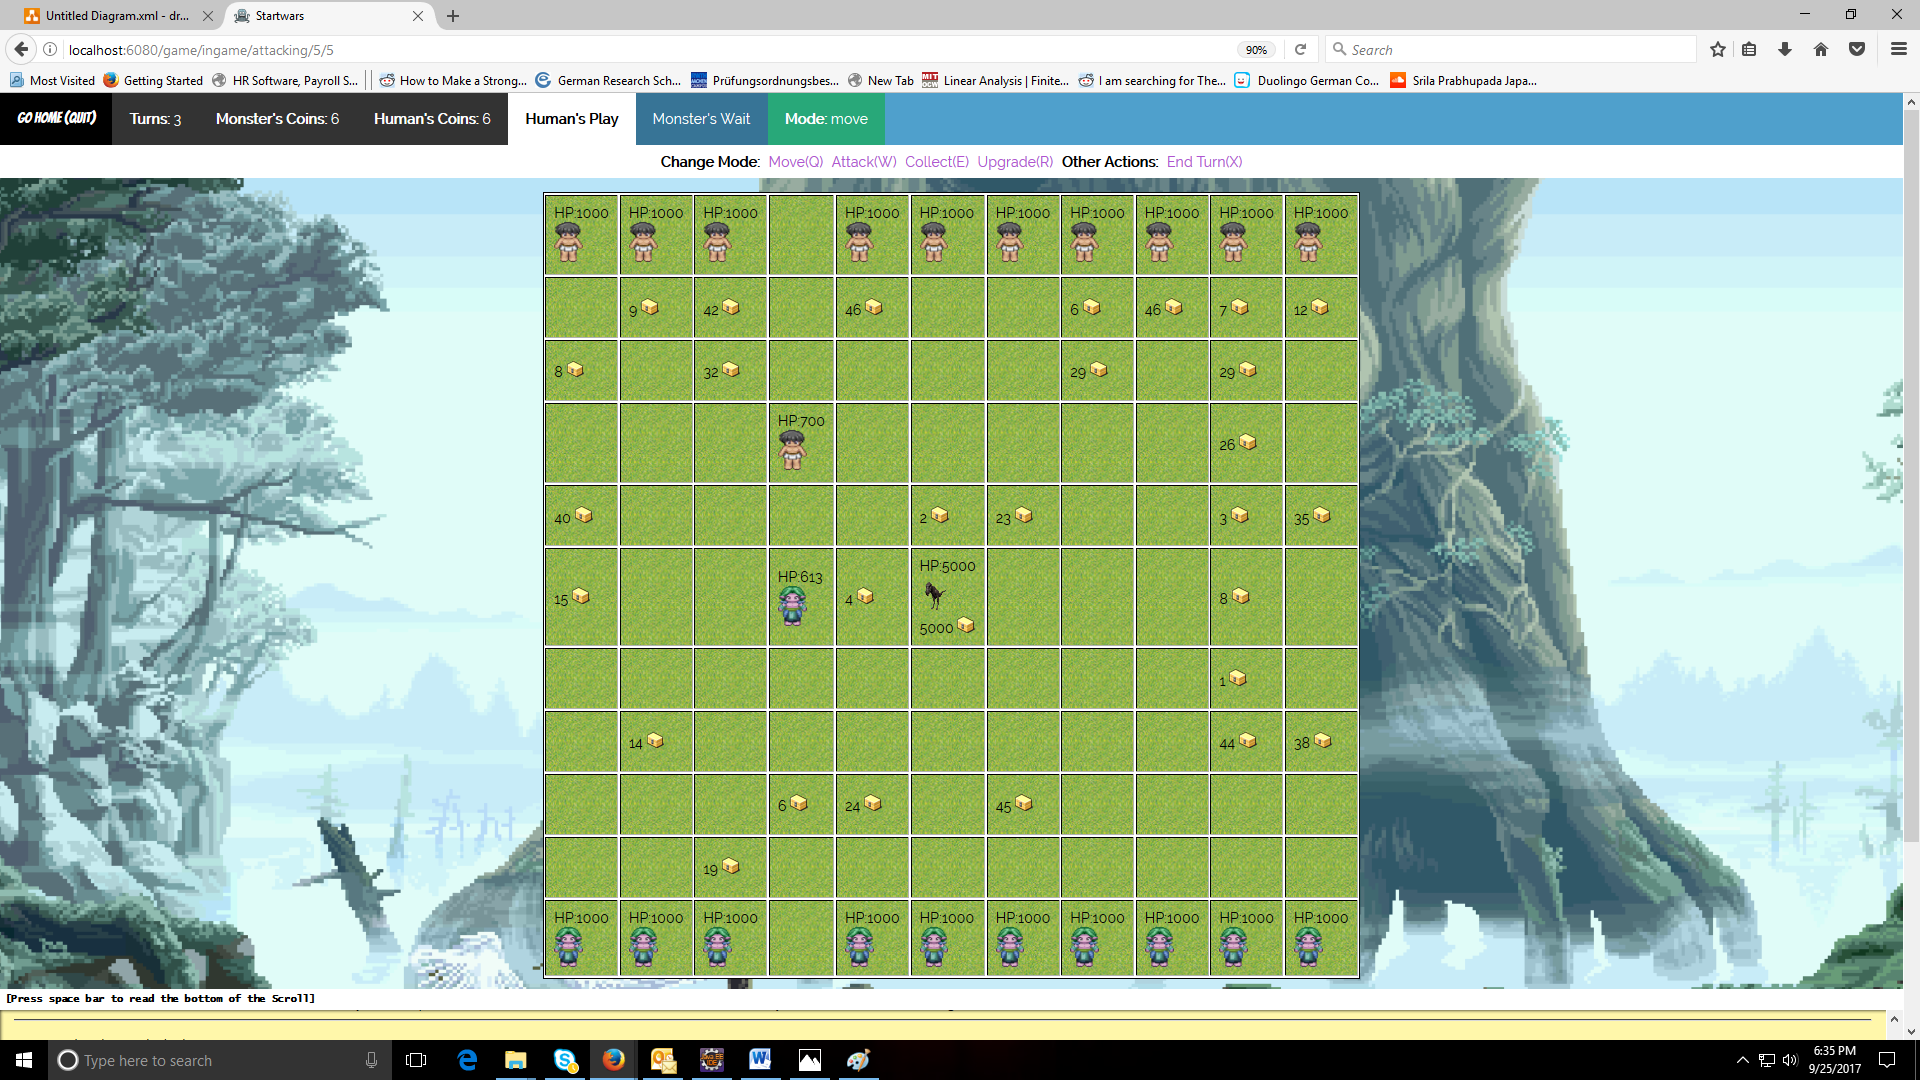 Untitled Diagram.xml - dr...
Startwars
localhost:6080/game/ingame/attacking/5/5
90%
Search
Most Visited Getting Started HR Software, Payroll S... How to Make a Strong... German Research Sch... Prüfungsordnungsbes... New Tab Linear Analysis | Finite... I am searching for The... Duolingo German Co... Srila Prabhupada Japa...
GO HOME (QUIT) Turns: 3 Monster's Coins: 6 Human's Coins: 6 Human's Play Monster's Wait Mode: move
Change Mode: Move(Q) Attack(W) Collect(E) Upgrade(R) Other Actions: End Turn(X)
HP:1000 HP:1000 HP:1000 HP:1000 HP:1000 HP:1000 HP:1000 HP:1000 HP:1000 HP:1000
9 42 46 6 46 7 12
8 32 29 29
HP:700
26
40 2 23 3 35
HP:5000
HP:613
15 4 8
5000
1
14 44 38
6 24 45
19
HP:1000 HP:1000 HP:1000 HP:1000 HP:1000 HP:1000 HP:1000 HP:1000 HP:1000 HP:1000
[Press space bar to read the bottom of the Scroll]
Type here to search
6:35 PM
9/25/2017